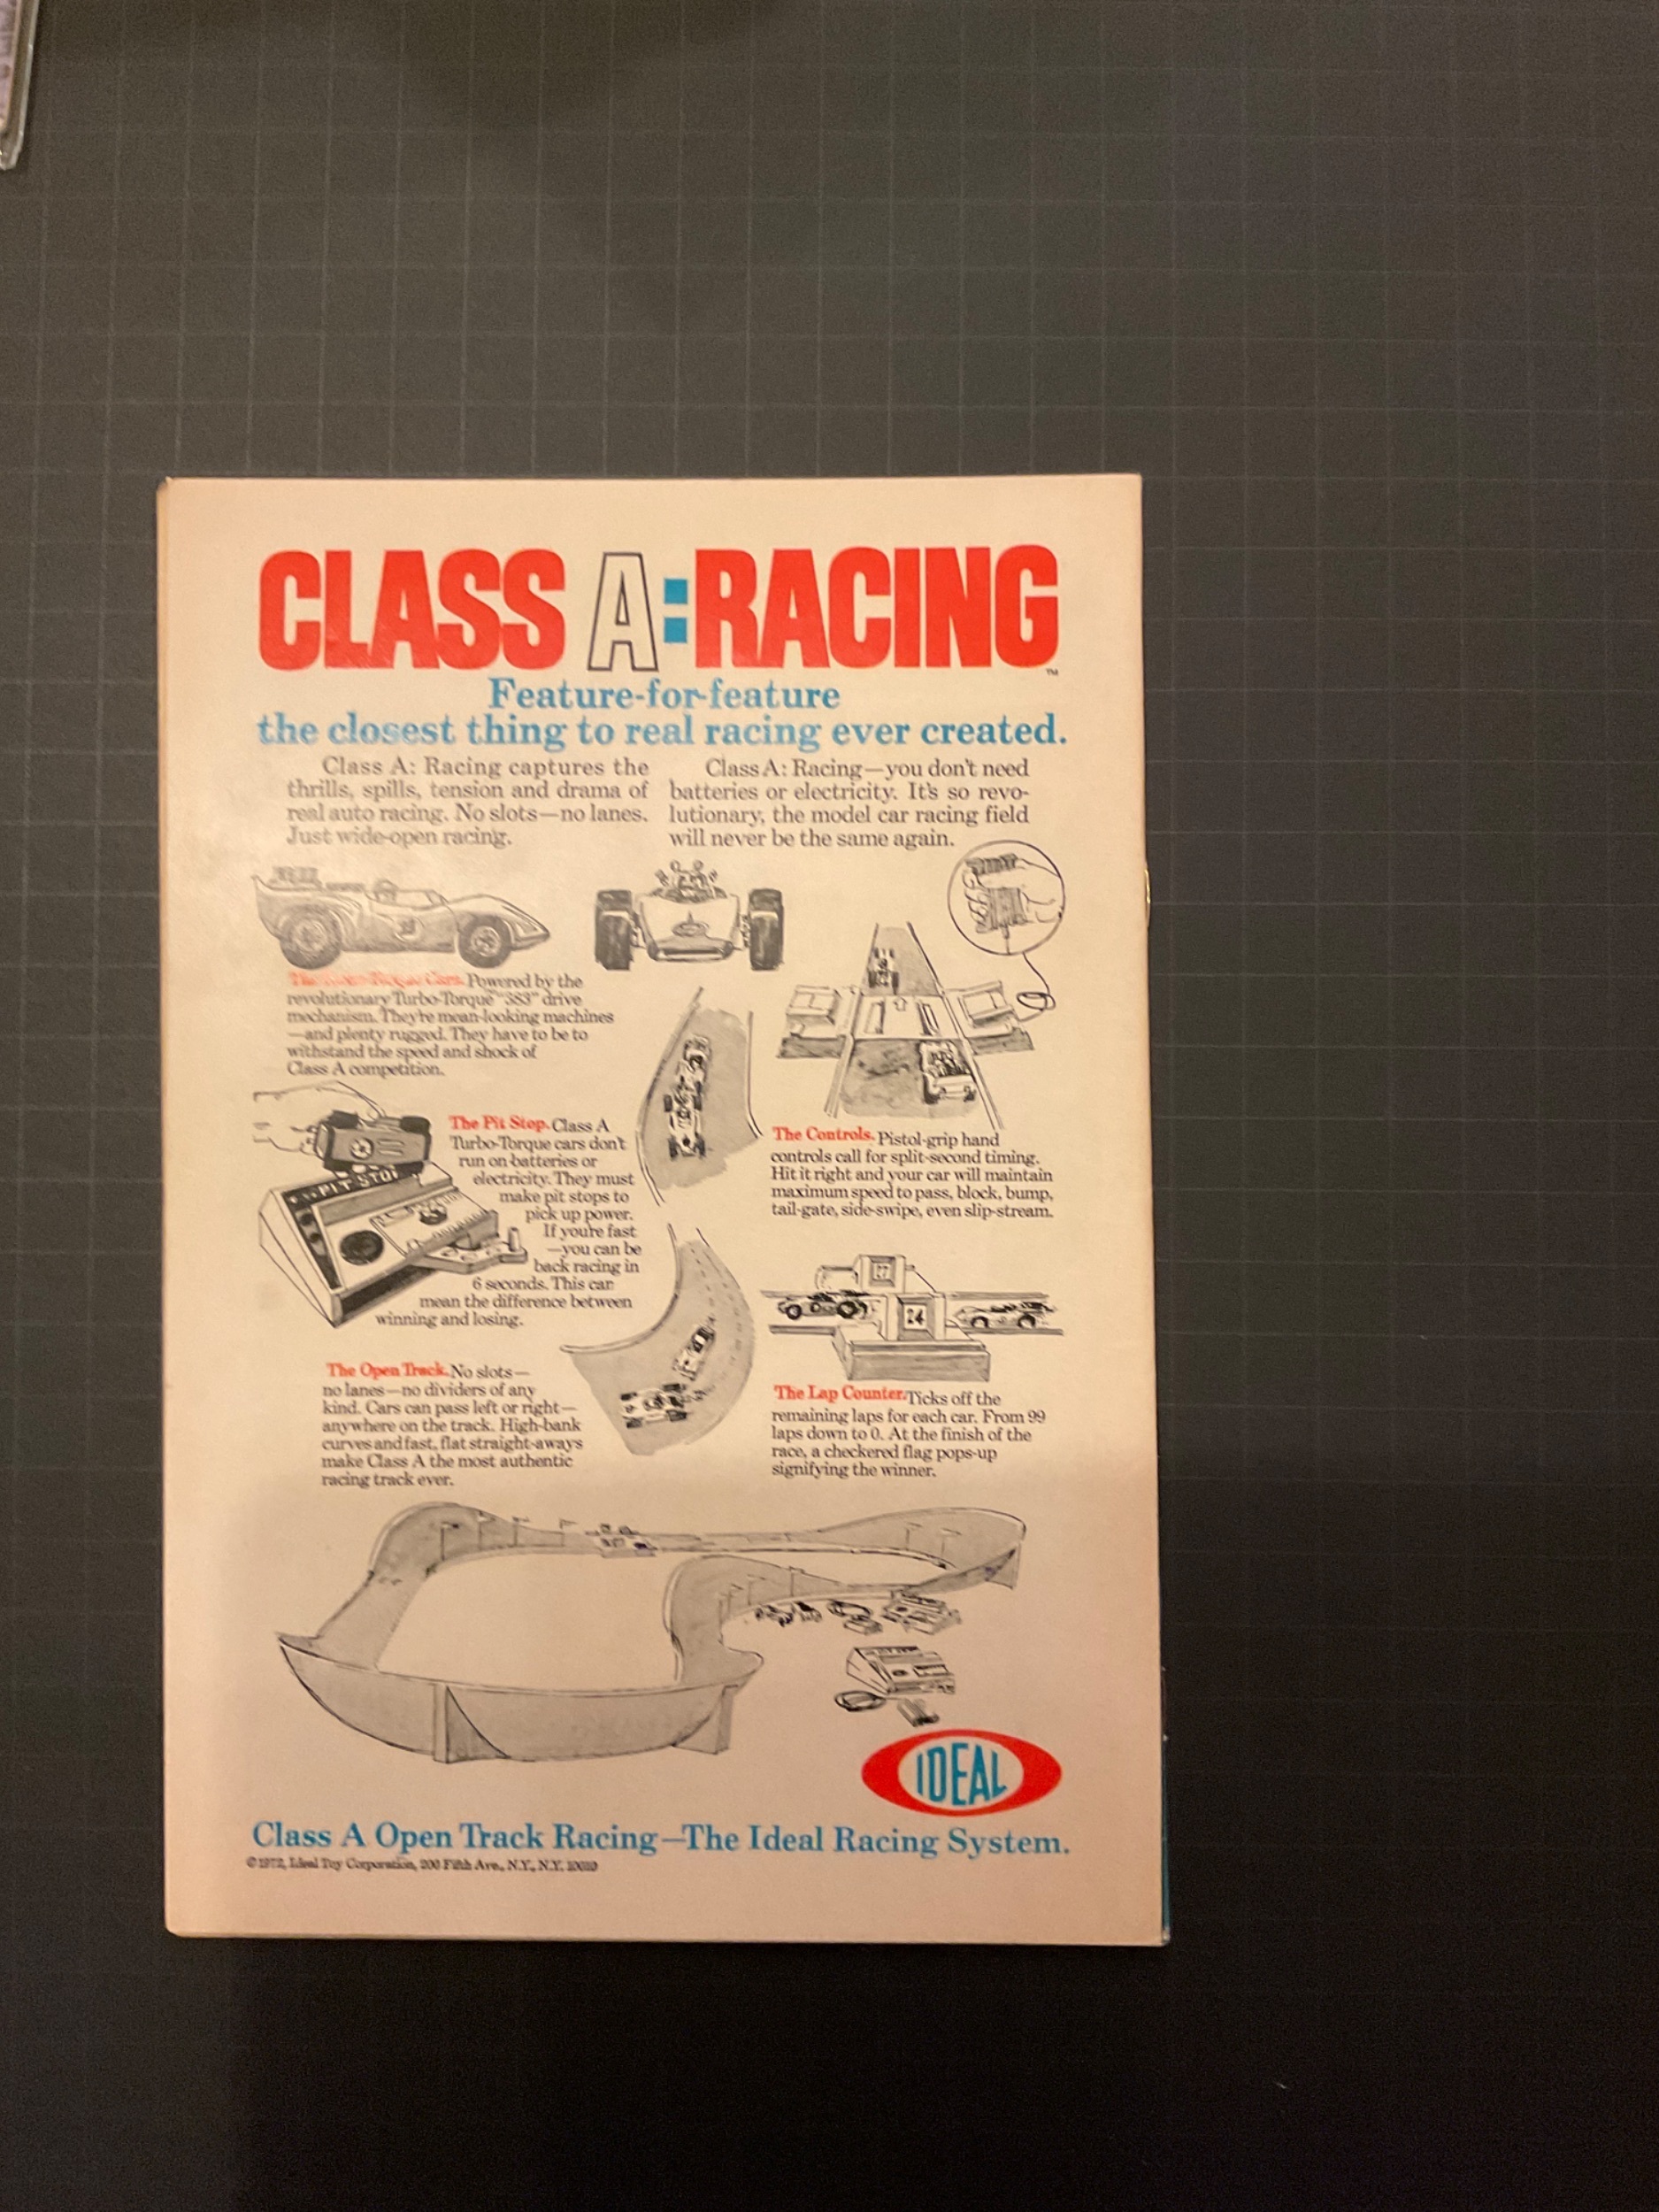 CLASS A:RACING
TM
Feature-for-feature
the closest thing to real racing ever created.
Class A: Racing captures the
thrills, spills, tension and drama of
real auto racing. No slots—no lanes.
Just wide-open racing.
Class A: Racing—you don't need
batteries or electricity. It's so revo-
lutionary, the model car racing field
will never be the same again.
The Turbo-Torque Cars. Powered by the
revolutionary Turbo-Torque™ "383" drive
mechanism. They're mean-looking machines
—and plenty rugged. They have to be to
withstand the speed and shock of
Class A competition.
PIT STOP
The Pit Stop. Class A
Turbo-Torque cars don't
run on batteries or
electricity. They must
make pit stops to
pick up power.
If you're fast
—you can be
back racing in
6 seconds. This can
mean the difference between
winning and losing.
The Controls. Pistol-grip hand
controls call for split-second timing.
Hit it right and your car will maintain
maximum speed to pass, block, bump,
tail-gate, side-swipe, even slip-stream.
27
24
The Open Track. No slots—
no lanes—no dividers of any
kind. Cars can pass left or right—
anywhere on the track. High-bank
curves and fast, flat straight-aways
make Class A the most authentic
racing track ever.
The Lap Counter. Ticks off the
remaining laps for each car. From 99
laps down to 0. At the finish of the
race, a checkered flag pops-up
signifying the winner.
IDEAL
Class A Open Track Racing—The Ideal Racing System.
©1972, Ideal Toy Corporation, 200 Fifth Ave., N.Y., N.Y. 10010